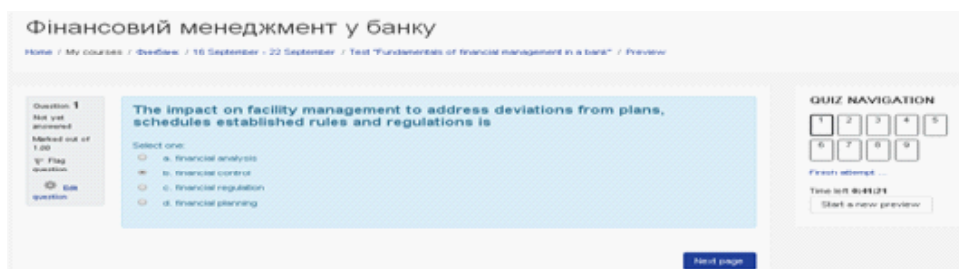 Фінансовий менеджмент у банку
Home / My courses / Финбанк / 16 September - 22 September / Test "Fundamentals of financial management in a bank" / Preview
Question 1
Not yet
answered
Marked out of
1.00
Flag
question
Edit
question
The impact on facility management to address deviations from plans,
schedules established rules and regulations is
Select one:
a. financial analysis
b. financial control
c. financial regulation
d. financial planning
Next page
QUIZ NAVIGATION
1 2 3 4 5
6 7 8 9
Finish attempt ...
Time left 0:41:21
Start a new preview